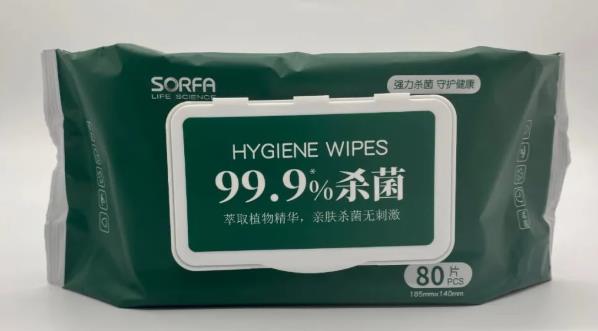 SORFA
LIFE SCIENCE
强力杀菌 守护健康
HYGIENE WIPES
99.9*%杀菌
萃取植物精华，亲肤杀菌无刺激
80片
PCS
185mm×140mm